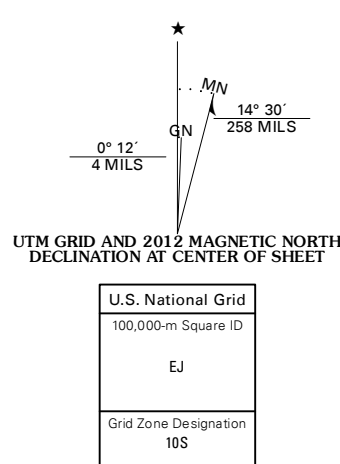 ★
MN
GN
14° 30´
258 MILS
0° 12´
4 MILS
UTM GRID AND 2012 MAGNETIC NORTH
DECLINATION AT CENTER OF SHEET
U.S. National Grid
100,000-m Square ID
EJ
Grid Zone Designation
10S